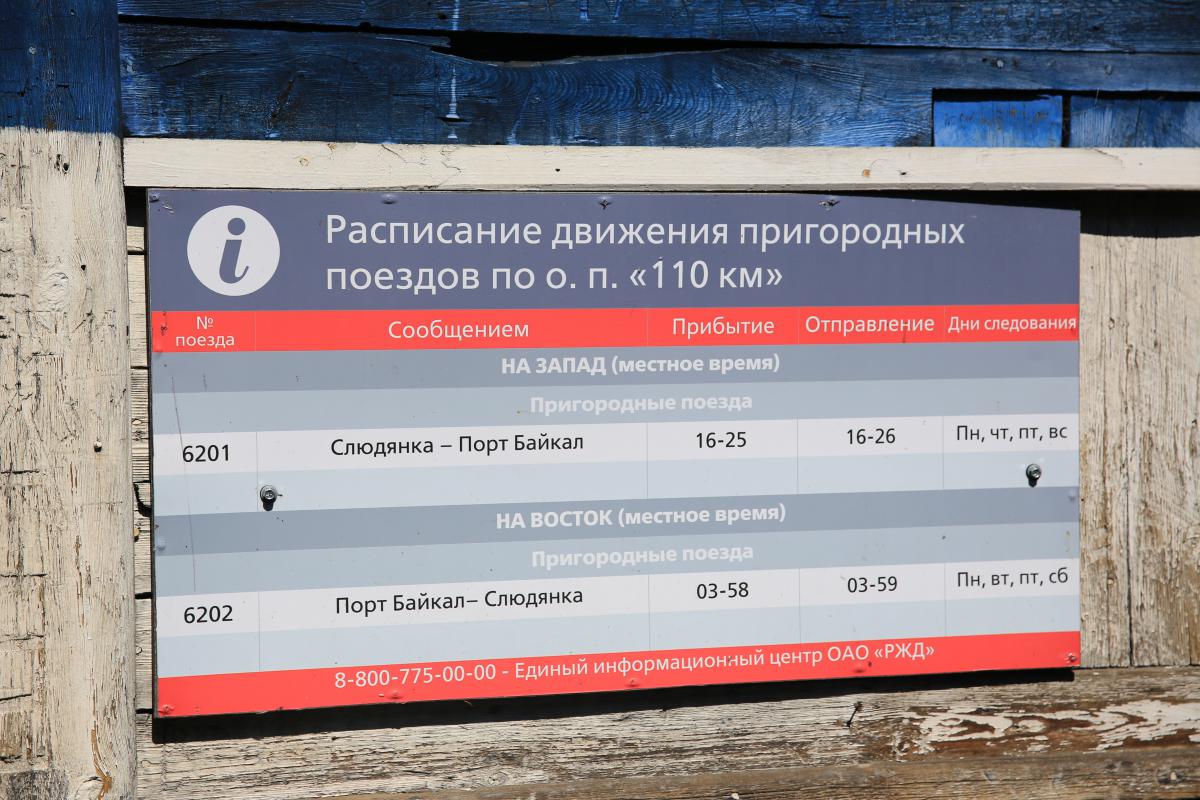 i
Расписание движения пригородных
поездов по о. п. «110 км»
№ поезда Сообщением Прибытие Отправление Дни следования
НА ЗАПАД (местное время)
Пригородные поезда
6201 Слюдянка – Порт Байкал 16-25 16-26 Пн, чт, пт, вс
НА ВОСТОК (местное время)
Пригородные поезда
6202 Порт Байкал– Слюдянка 03-58 03-59 Пн, вт, пт, сб
8-800-775-00-00 - Единый информационный центр ОАО «РЖД»